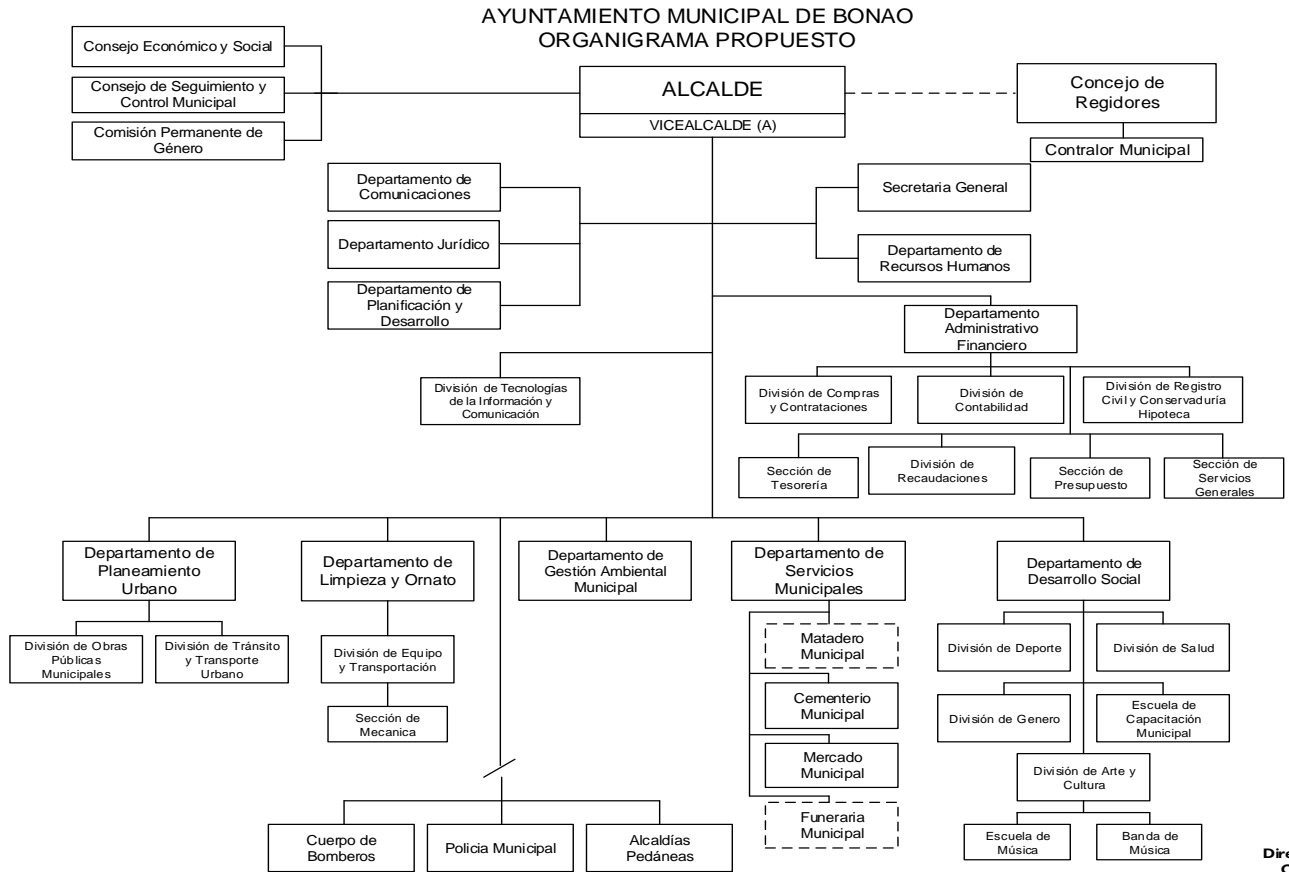 AYUNTAMIENTO MUNICIPAL DE BONAO
ORGANIGRAMA PROPUESTO
Consejo Económico y Social
Consejo de Seguimiento y
Control Municipal
Comisión Permanente de
Género
ALCALDE
VICEALCALDE (A)
Concejo de
Regidores
Contralor Municipal
Departamento de
Comunicaciones
Departamento Jurídico
Departamento de
Planificación y
Desarrollo
Secretaria General
Departamento de
Recursos Humanos
Departamento
Administrativo
Financiero
División de Tecnologías
de la Información y
Comunicación
División de Compras
y Contrataciones
División de
Contabilidad
División de Registro
Civil y Conservaduría
Hipoteca
Sección de
Tesorería
División de
Recaudaciones
Sección de
Presupuesto
Sección de
Servicios
Generales
Departamento de
Planeamiento
Urbano
Departamento de
Limpieza y Ornato
Departamento de
Gestión Ambiental
Municipal
Departamento de
Servicios
Municipales
Departamento de
Desarrollo Social
División de Obras
Públicas
Municipales
División de Tránsito
y Transporte
Urbano
División de Equipo
y Transportación
Sección de
Mecanica
Matadero
Municipal
Cementerio
Municipal
Mercado
Municipal
Funeraria
Municipal
División de Deporte
División de Salud
División de Genero
Escuela de
Capacitación
Municipal
División de Arte y
Cultura
Escuela de
Música
Banda de
Música
Cuerpo de
Bomberos
Policia Municipal
Alcaldías
Pedáneas